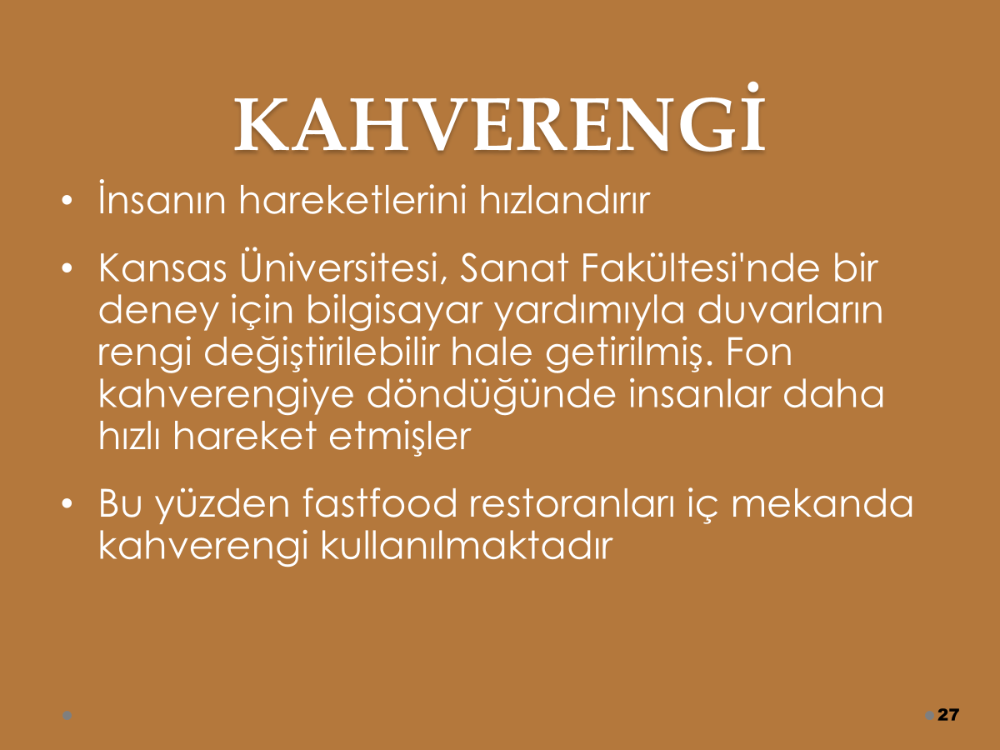 KAHVERENGİ
• İnsanın hareketlerini hızlandırır
• Kansas Üniversitesi, Sanat Fakültesi'nde bir
deney için bilgisayar yardımıyla duvarların
rengi değiştirilebilir hale getirilmiş. Fon
kahverengiye döndüğünde insanlar daha
hızlı hareket etmişler
• Bu yüzden fastfood restoranları iç mekanda
kahverengi kullanılmaktadır
27